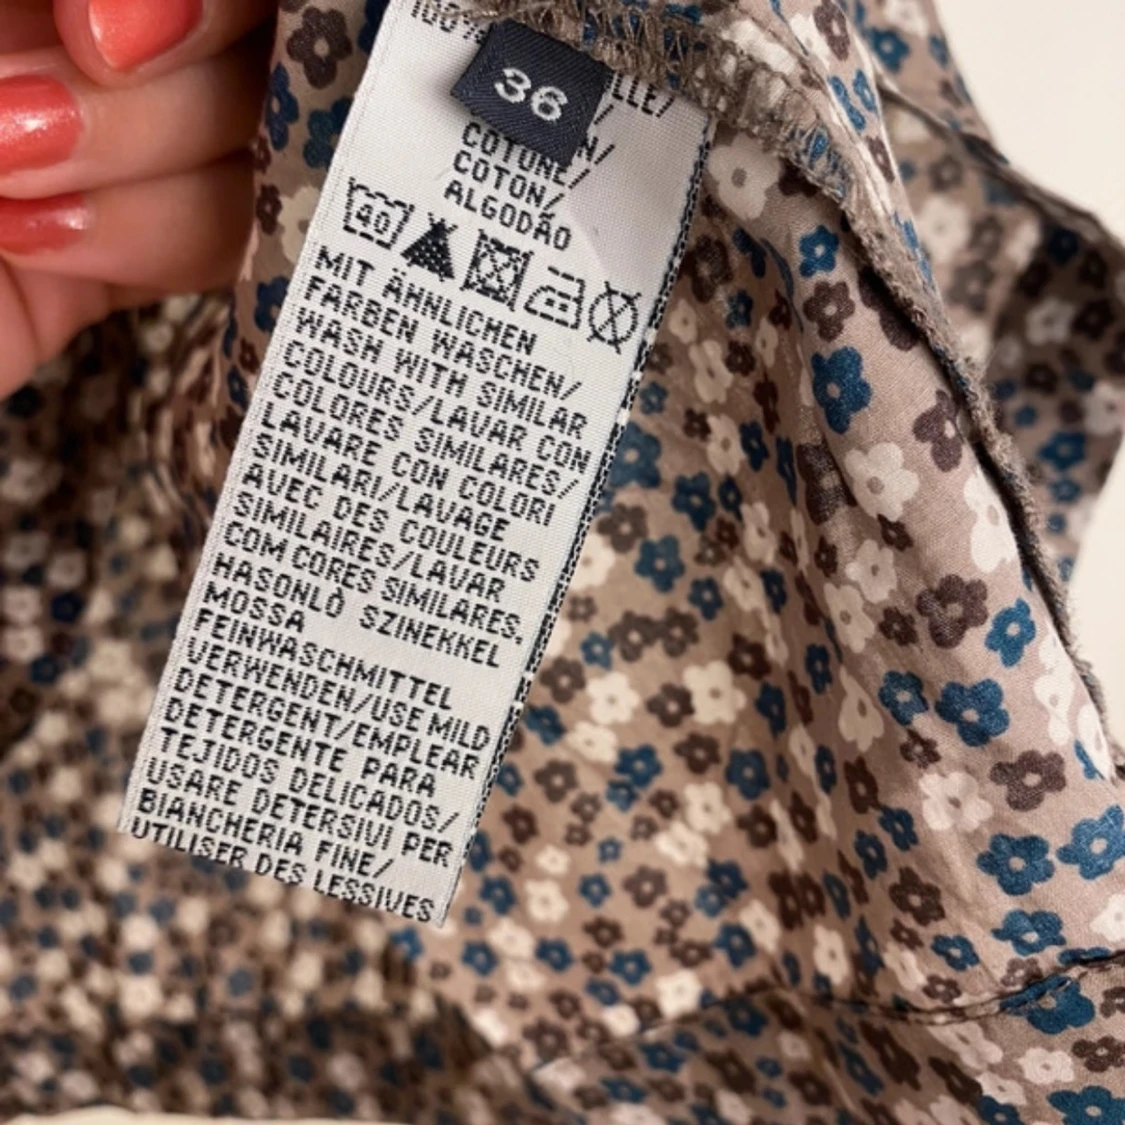 100%
36
LLE/
COTONE/
COTON/
ALGODÃO
40
MIT ÄHNLICHEN
FARBEN WASCHEN/
WASH WITH SIMILAR
COLOURS/LAVAR CON
COLORES SIMILARES/
LAVARE CON COLORI
SIMILARI/LAVAGE
AVEC DES COULEURS
SIMILAIRES/LAVAR
COM CORES SIMILARES.
HASONLÓ SZINEKKEL
MOSSA
FEINWASCHMITTEL
VERWENDEN/USE MILD
DETERGENT/EMPLEAR
DETERGENTE PARA
TEJIDOS DELICADOS/
USARE DETERSIVI PER
BIANCHERIA FINE/
UTILISER DES LESSIVES